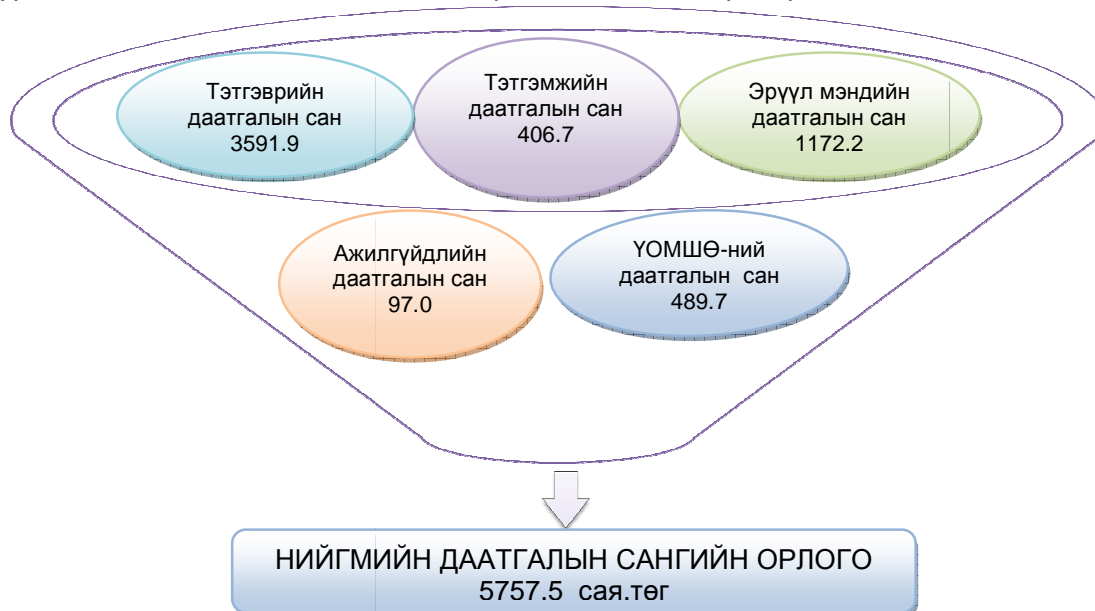 Тэтгэврийн
даатгалын сан
3591.9
Тэтгэмжийн
даатгалын сан
406.7
Эрүүл мэндийн
даатгалын сан
1172.2
Ажилгүйдлийн
даатгалын сан
97.0
ҮОМШӨ-ний
даатгалын сан
489.7
НИЙГМИЙН ДААТГАЛЫН САНГИЙН ОРЛОГО
5757.5 сая.төг